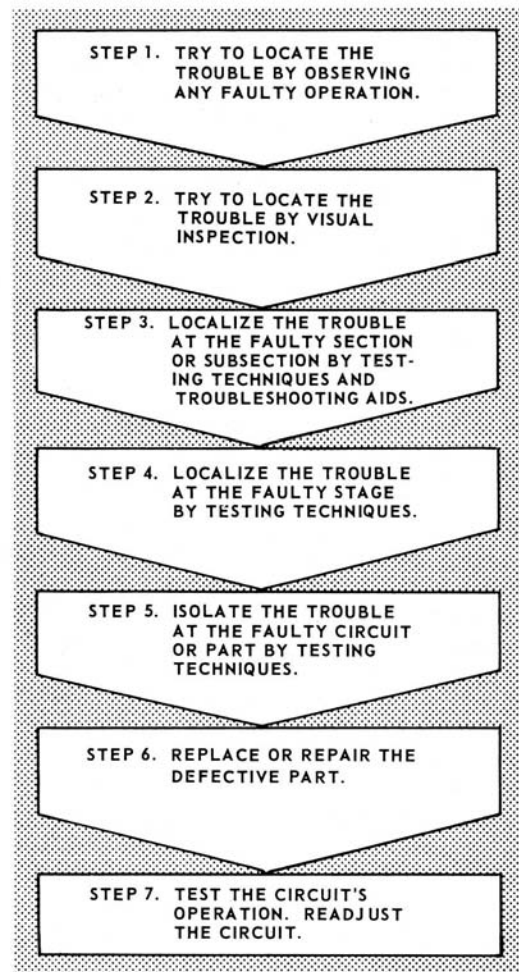 STEP 1. TRY TO LOCATE THE
TROUBLE BY OBSERVING
ANY FAULTY OPERATION.
STEP 2. TRY TO LOCATE THE
TROUBLE BY VISUAL
INSPECTION.
STEP 3. LOCALIZE THE TROUBLE
AT THE FAULTY SECTION
OR SUBSECTION BY TEST-
ING TECHNIQUES AND
TROUBLESHOOTING AIDS.
STEP 4. LOCALIZE THE TROUBLE
AT THE FAULTY STAGE
BY TESTING TECHNIQUES.
STEP 5. ISOLATE THE TROUBLE
AT THE FAULTY CIRCUIT
OR PART BY TESTING
TECHNIQUES.
STEP 6. REPLACE OR REPAIR THE
DEFECTIVE PART.
STEP 7. TEST THE CIRCUIT'S
OPERATION. READJUST
THE CIRCUIT.